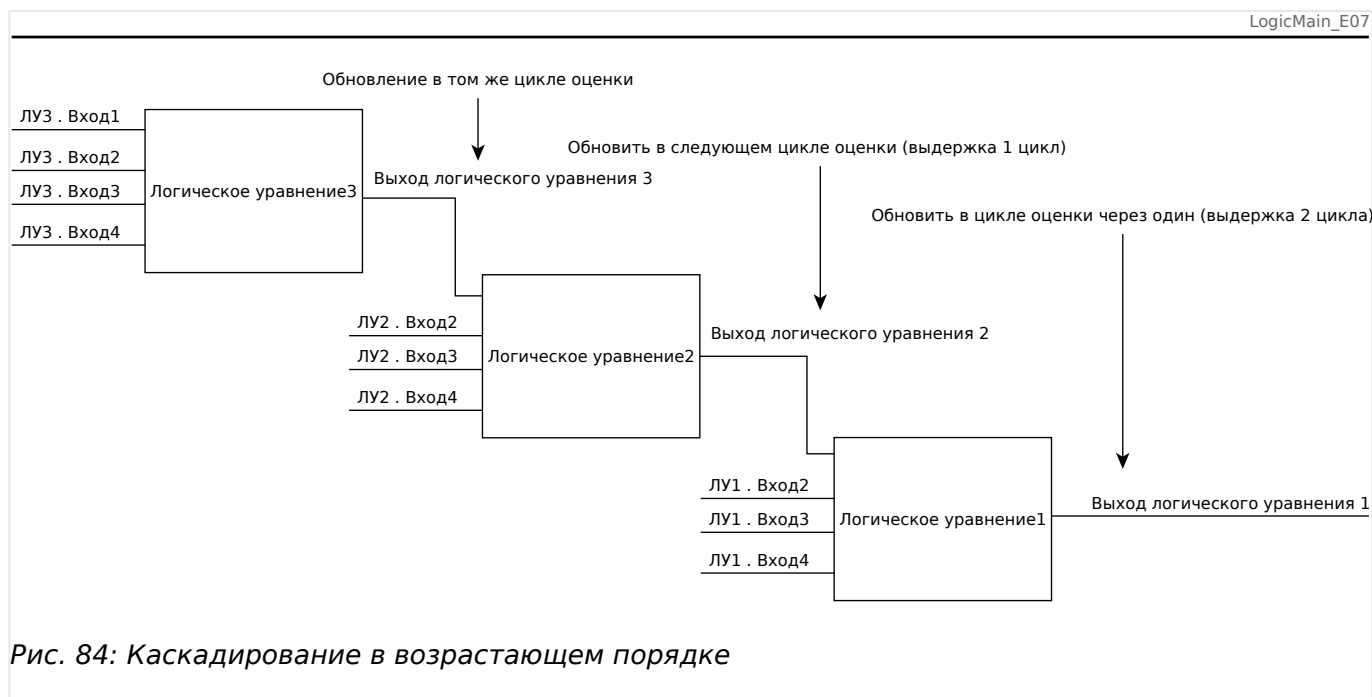 LogicMain_E07
Обновление в том же цикле оценки
ЛУ3 . Вход1
Обновить в следующем цикле оценки (выдержка 1 цикл)
ЛУ3 . Вход2
Выход логического уравнения 3
ЛУ3 . Вход3
Логическое уравнение3
Обновить в цикле оценки через один (выдержка 2 цикла)
ЛУ3 . Вход4
ЛУ2 . Вход2
Выход логического уравнения 2
ЛУ2 . Вход3
Логическое уравнение2
ЛУ2 . Вход4
ЛУ1 . Вход2
Выход логического уравнения 1
ЛУ1 . Вход3
Логическое уравнение1
ЛУ1 . Вход4
Рис. 84: Каскадирование в возрастающем порядке